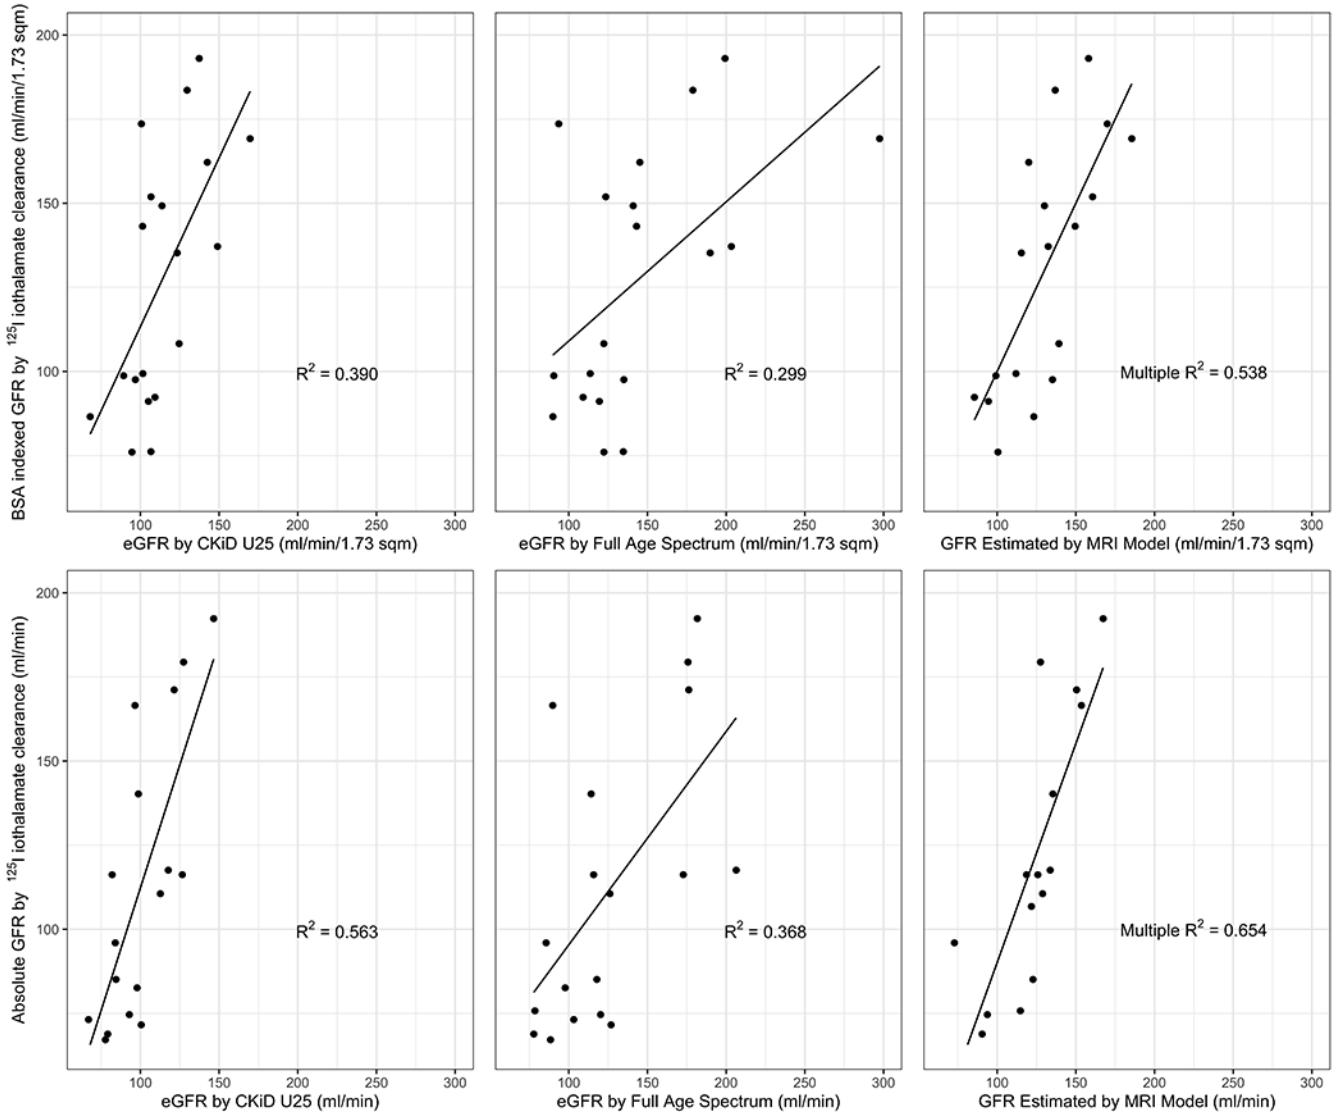 BSA indexed GFR by ¹²⁵I iothalamate clearance (ml/min/1.73 sqm)
200
150
100
R² = 0.390
R² = 0.299
Multiple R² = 0.538
100 150 200 250 300
100 150 200 250 300
100 150 200 250 300
eGFR by CKiD U25 (ml/min/1.73 sqm)
eGFR by Full Age Spectrum (ml/min/1.73 sqm)
GFR Estimated by MRI Model (ml/min/1.73 sqm)
Absolute GFR by ¹²⁵I iothalamate clearance (ml/min)
200
150
100
R² = 0.563
R² = 0.368
Multiple R² = 0.654
100 150 200 250 300
100 150 200 250 300
100 150 200 250 300
eGFR by CKiD U25 (ml/min)
eGFR by Full Age Spectrum (ml/min)
GFR Estimated by MRI Model (ml/min)